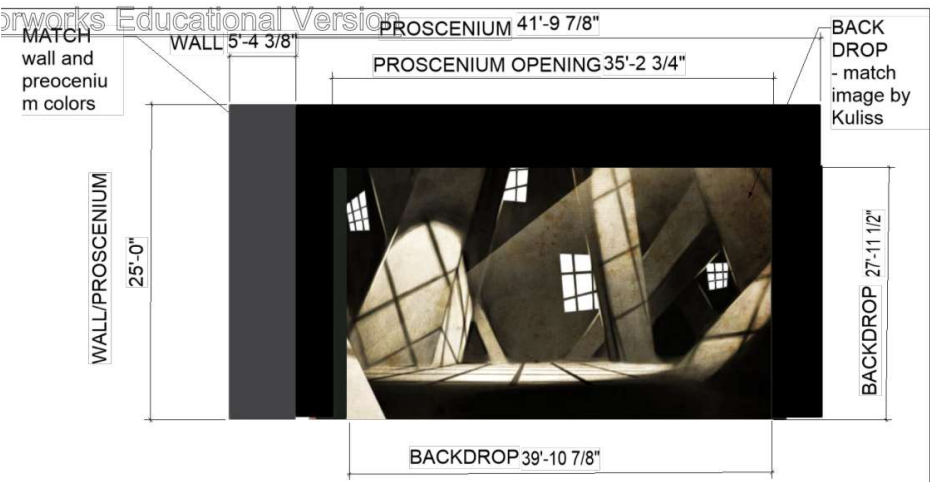 orworks Educational Version
MATCH
wall and
preoceniu
m colors
WALL 5'-4 3/8"
PROSCENIUM 41'-9 7/8"
PROSCENIUM OPENING 35'-2 3/4"
BACK
DROP
- match
image by
Kuliss
WALL/PROSCENIUM
25'-0"
BACKDROP 27'-11 1/2"
BACKDROP 39'-10 7/8"